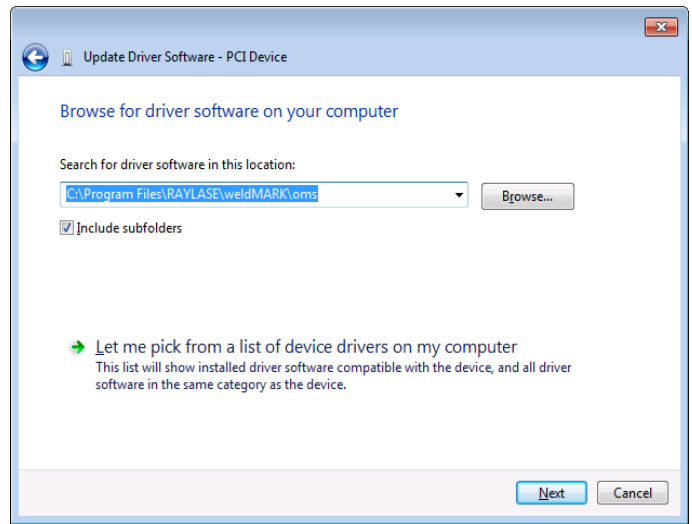 Update Driver Software - PCI Device
Browse for driver software on your computer
Search for driver software in this location:
C:\Program Files\RAYLASE\weldMARK\oms
Browse...
Include subfolders
Let me pick from a list of device drivers on my computer
This list will show installed driver software compatible with the device, and all driver
software in the same category as the device.
Next
Cancel